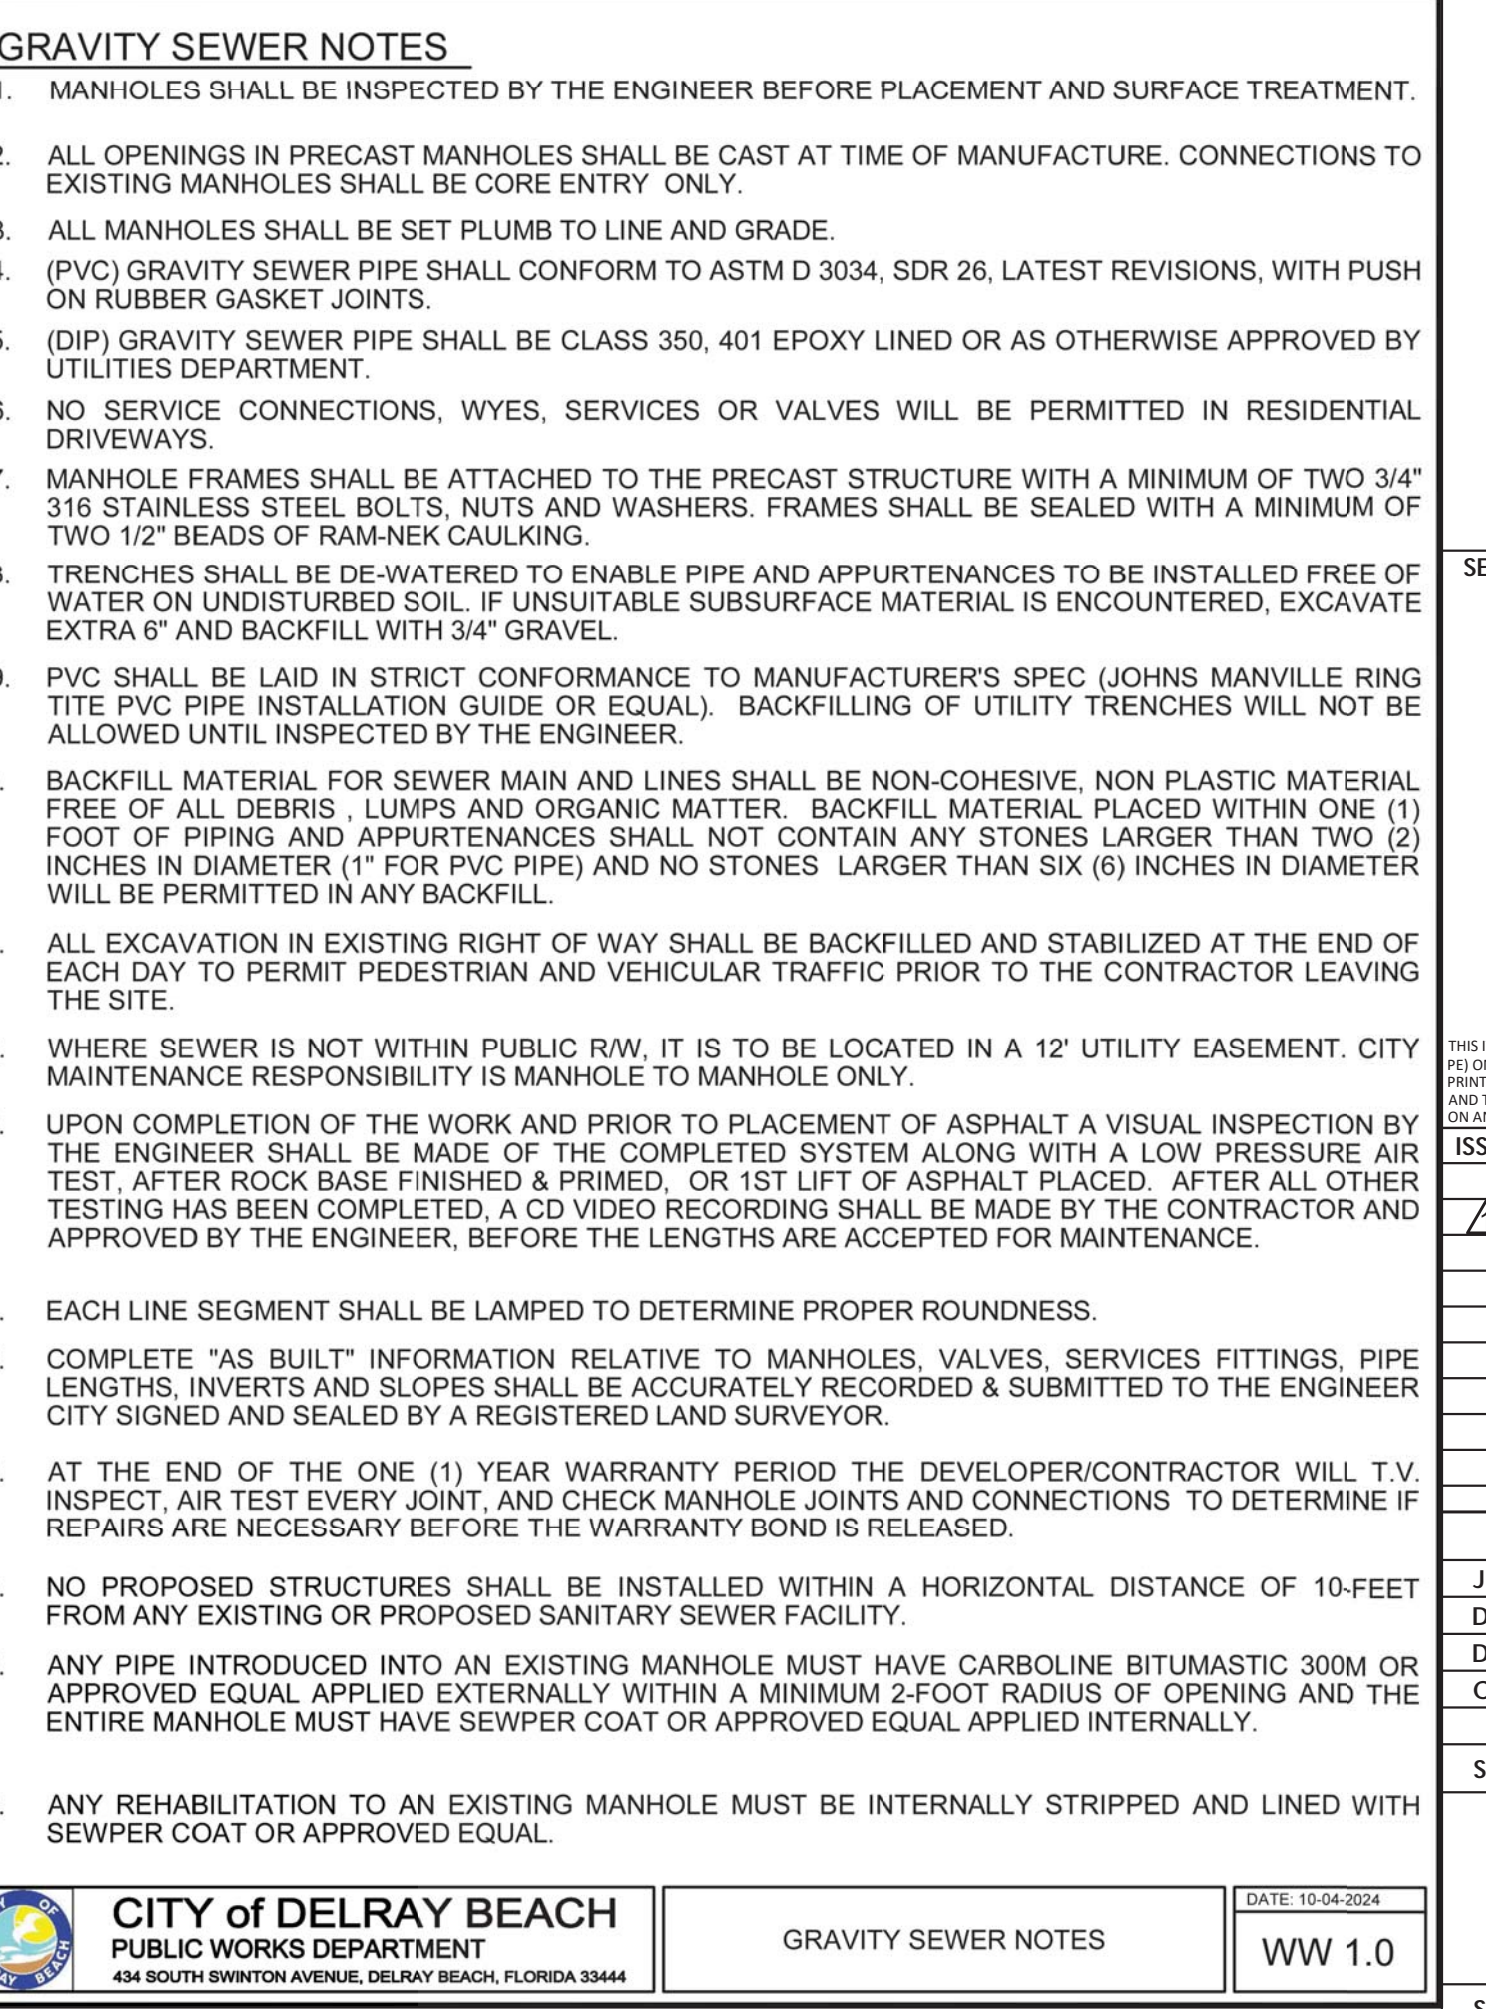 GRAVITY SEWER NOTES
1. MANHOLES SHALL BE INSPECTED BY THE ENGINEER BEFORE PLACEMENT AND SURFACE TREATMENT.
2. ALL OPENINGS IN PRECAST MANHOLES SHALL BE CAST AT TIME OF MANUFACTURE. CONNECTIONS TO
EXISTING MANHOLES SHALL BE CORE ENTRY ONLY.
3. ALL MANHOLES SHALL BE SET PLUMB TO LINE AND GRADE.
4. (PVC) GRAVITY SEWER PIPE SHALL CONFORM TO ASTM D 3034, SDR 26, LATEST REVISIONS, WITH PUSH
ON RUBBER GASKET JOINTS.
5. (DIP) GRAVITY SEWER PIPE SHALL BE CLASS 350, 401 EPOXY LINED OR AS OTHERWISE APPROVED BY
UTILITIES DEPARTMENT.
6. NO SERVICE CONNECTIONS, WYES, SERVICES OR VALVES WILL BE PERMITTED IN RESIDENTIAL
DRIVEWAYS.
7. MANHOLE FRAMES SHALL BE ATTACHED TO THE PRECAST STRUCTURE WITH A MINIMUM OF TWO 3/4"
316 STAINLESS STEEL BOLTS, NUTS AND WASHERS. FRAMES SHALL BE SEALED WITH A MINIMUM OF
TWO 1/2" BEADS OF RAM-NEK CAULKING.
8. TRENCHES SHALL BE DE-WATERED TO ENABLE PIPE AND APPURTENANCES TO BE INSTALLED FREE OF
WATER ON UNDISTURBED SOIL. IF UNSUITABLE SUBSURFACE MATERIAL IS ENCOUNTERED, EXCAVATE
EXTRA 6" AND BACKFILL WITH 3/4" GRAVEL.
9. PVC SHALL BE LAID IN STRICT CONFORMANCE TO MANUFACTURER'S SPEC (JOHNS MANVILLE RING
TITE PVC PIPE INSTALLATION GUIDE OR EQUAL). BACKFILLING OF UTILITY TRENCHES WILL NOT BE
ALLOWED UNTIL INSPECTED BY THE ENGINEER.
. BACKFILL MATERIAL FOR SEWER MAIN AND LINES SHALL BE NON-COHESIVE, NON PLASTIC MATERIAL
FREE OF ALL DEBRIS , LUMPS AND ORGANIC MATTER. BACKFILL MATERIAL PLACED WITHIN ONE (1)
FOOT OF PIPING AND APPURTENANCES SHALL NOT CONTAIN ANY STONES LARGER THAN TWO (2)
INCHES IN DIAMETER (1" FOR PVC PIPE) AND NO STONES LARGER THAN SIX (6) INCHES IN DIAMETER
WILL BE PERMITTED IN ANY BACKFILL.
. ALL EXCAVATION IN EXISTING RIGHT OF WAY SHALL BE BACKFILLED AND STABILIZED AT THE END OF
EACH DAY TO PERMIT PEDESTRIAN AND VEHICULAR TRAFFIC PRIOR TO THE CONTRACTOR LEAVING
THE SITE.
. WHERE SEWER IS NOT WITHIN PUBLIC R/W, IT IS TO BE LOCATED IN A 12' UTILITY EASEMENT. CITY
MAINTENANCE RESPONSIBILITY IS MANHOLE TO MANHOLE ONLY.
. UPON COMPLETION OF THE WORK AND PRIOR TO PLACEMENT OF ASPHALT A VISUAL INSPECTION BY
THE ENGINEER SHALL BE MADE OF THE COMPLETED SYSTEM ALONG WITH A LOW PRESSURE AIR
TEST, AFTER ROCK BASE FINISHED & PRIMED, OR 1ST LIFT OF ASPHALT PLACED. AFTER ALL OTHER
TESTING HAS BEEN COMPLETED, A CD VIDEO RECORDING SHALL BE MADE BY THE CONTRACTOR AND
APPROVED BY THE ENGINEER, BEFORE THE LENGTHS ARE ACCEPTED FOR MAINTENANCE.
. EACH LINE SEGMENT SHALL BE LAMPED TO DETERMINE PROPER ROUNDNESS.
. COMPLETE "AS BUILT" INFORMATION RELATIVE TO MANHOLES, VALVES, SERVICES FITTINGS, PIPE
LENGTHS, INVERTS AND SLOPES SHALL BE ACCURATELY RECORDED & SUBMITTED TO THE ENGINEER
CITY SIGNED AND SEALED BY A REGISTERED LAND SURVEYOR.
. AT THE END OF THE ONE (1) YEAR WARRANTY PERIOD THE DEVELOPER/CONTRACTOR WILL T.V.
INSPECT, AIR TEST EVERY JOINT, AND CHECK MANHOLE JOINTS AND CONNECTIONS TO DETERMINE IF
REPAIRS ARE NECESSARY BEFORE THE WARRANTY BOND IS RELEASED.
. NO PROPOSED STRUCTURES SHALL BE INSTALLED WITHIN A HORIZONTAL DISTANCE OF 10-FEET
FROM ANY EXISTING OR PROPOSED SANITARY SEWER FACILITY.
. ANY PIPE INTRODUCED INTO AN EXISTING MANHOLE MUST HAVE CARBOLINE BITUMASTIC 300M OR
APPROVED EQUAL APPLIED EXTERNALLY WITHIN A MINIMUM 2-FOOT RADIUS OF OPENING AND THE
ENTIRE MANHOLE MUST HAVE SEWPER COAT OR APPROVED EQUAL APPLIED INTERNALLY.
. ANY REHABILITATION TO AN EXISTING MANHOLE MUST BE INTERNALLY STRIPPED AND LINED WITH
SEWPER COAT OR APPROVED EQUAL.
OF
BEACH
CITY of DELRAY BEACH
PUBLIC WORKS DEPARTMENT
434 SOUTH SWINTON AVENUE, DELRAY BEACH, FLORIDA 33444
GRAVITY SEWER NOTES
DATE: 10-04-2024
WW 1.0
SE
THIS
PE)
PRINT
AND
ON
ISS
J
D
D
S